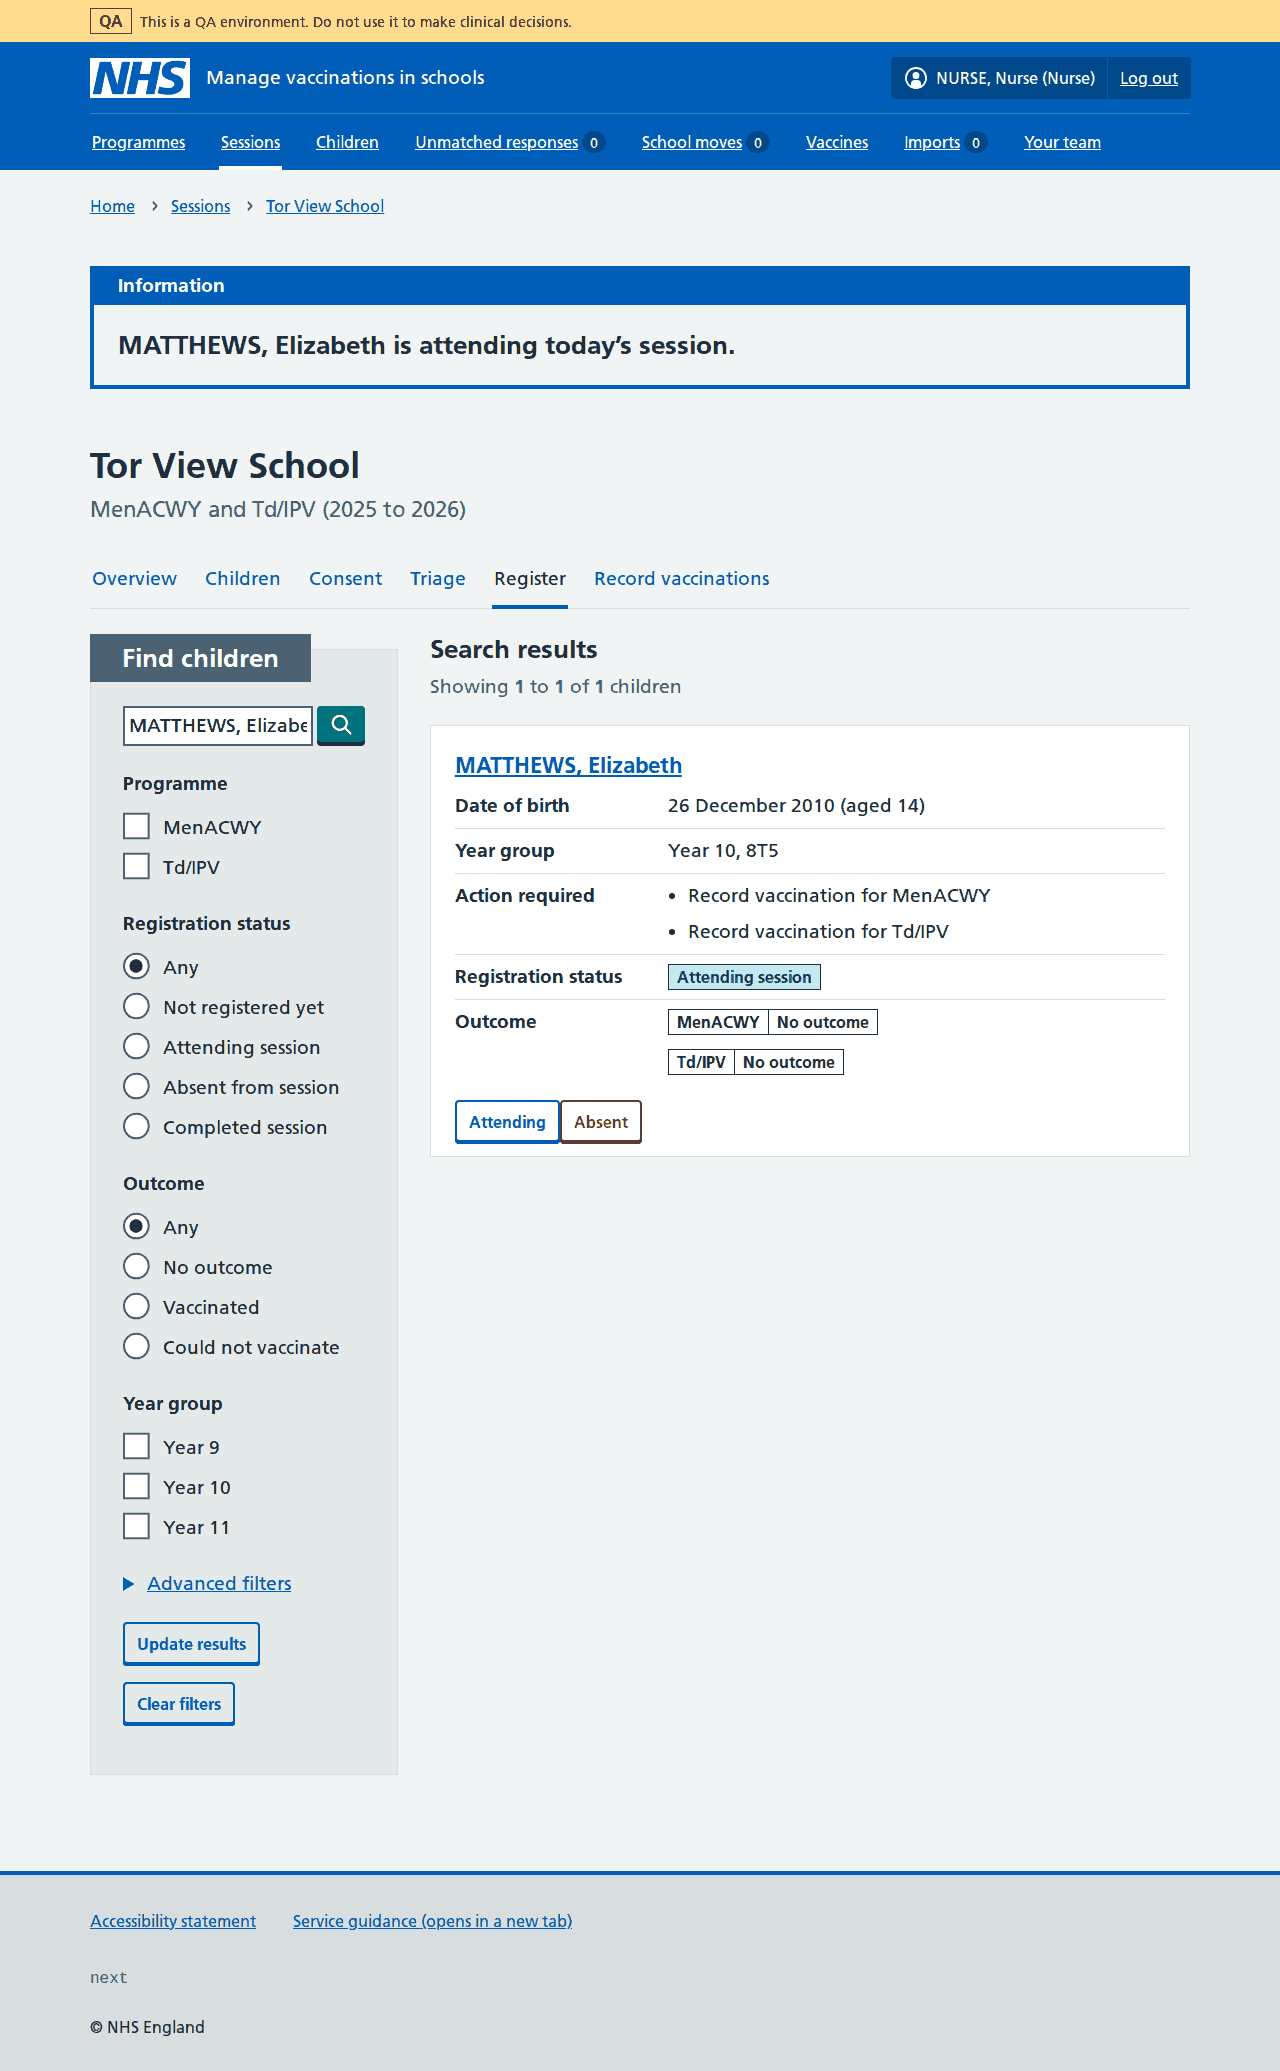 QA This is a QA environment. Do not use it to make clinical decisions.
NHS Manage vaccinations in schools NURSE, Nurse (Nurse) Log out
Programmes Sessions Children Unmatched responses 0 School moves 0 Vaccines Imports 0 Your team
Home Sessions Tor View School
Information
MATTHEWS, Elizabeth is attending today’s session.
Tor View School
MenACWY and Td/IPV (2025 to 2026)
Overview Children Consent Triage Register Record vaccinations
Find children
MATTHEWS, Elizabe
Programme
MenACWY
Td/IPV
Registration status
Any
Not registered yet
Attending session
Absent from session
Completed session
Outcome
Any
No outcome
Vaccinated
Could not vaccinate
Year group
Year 9
Year 10
Year 11
Advanced filters
Update results
Clear filters
Search results
Showing 1 to 1 of 1 children
MATTHEWS, Elizabeth
Date of birth 26 December 2010 (aged 14)
Year group Year 10, 8T5
Action required • Record vaccination for MenACWY
• Record vaccination for Td/IPV
Registration status Attending session
Outcome MenACWY No outcome
Td/IPV No outcome
Attending Absent
Accessibility statement Service guidance (opens in a new tab)
next
© NHS England